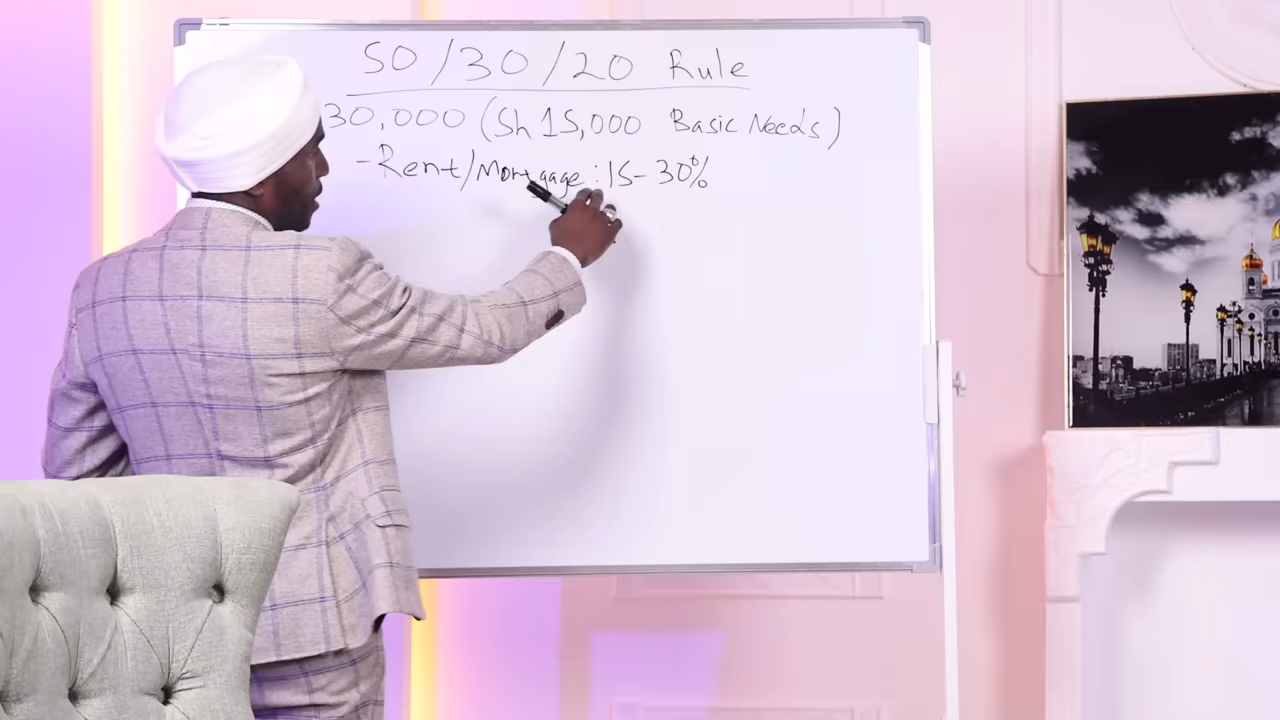 50/30/20 Rule
30,000 (Sh 15,000 Basic Needs)
-Rent/Mortgage: 15-30%